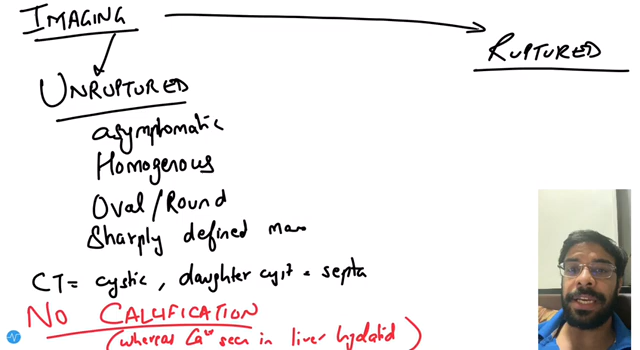 IMAGING
RUPTURED
UNRUPTURED
asymptomatic
Homogenous
Oval/Round
Sharply defined mass
CT= cystic, daughter cyst + septa
NO CALCIFICATION
(whereas Ca++ seen in liver hydatid)